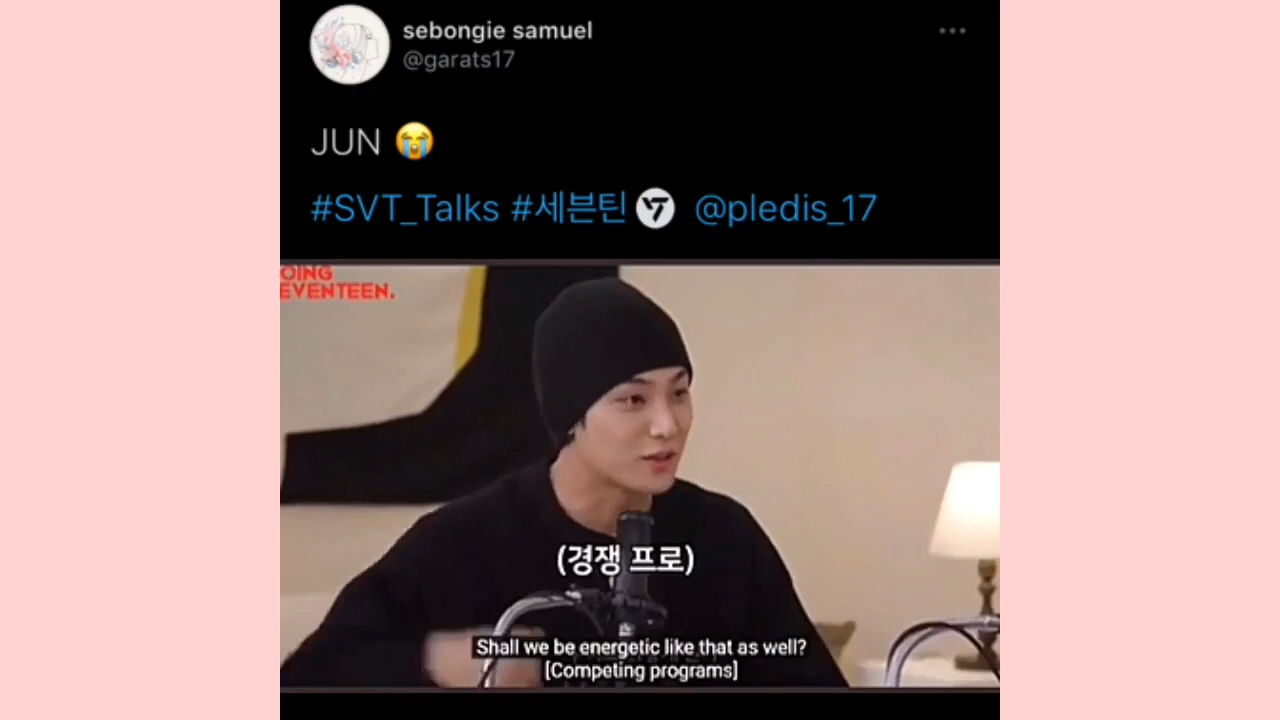 sebongie samuel
@garats17
JUN 😭
#SVT_Talks #세븐틴 @pledis_17
OING
EVENTEEN.
(경쟁 프로)
Shall we be energetic like that as well?
[Competing programs]